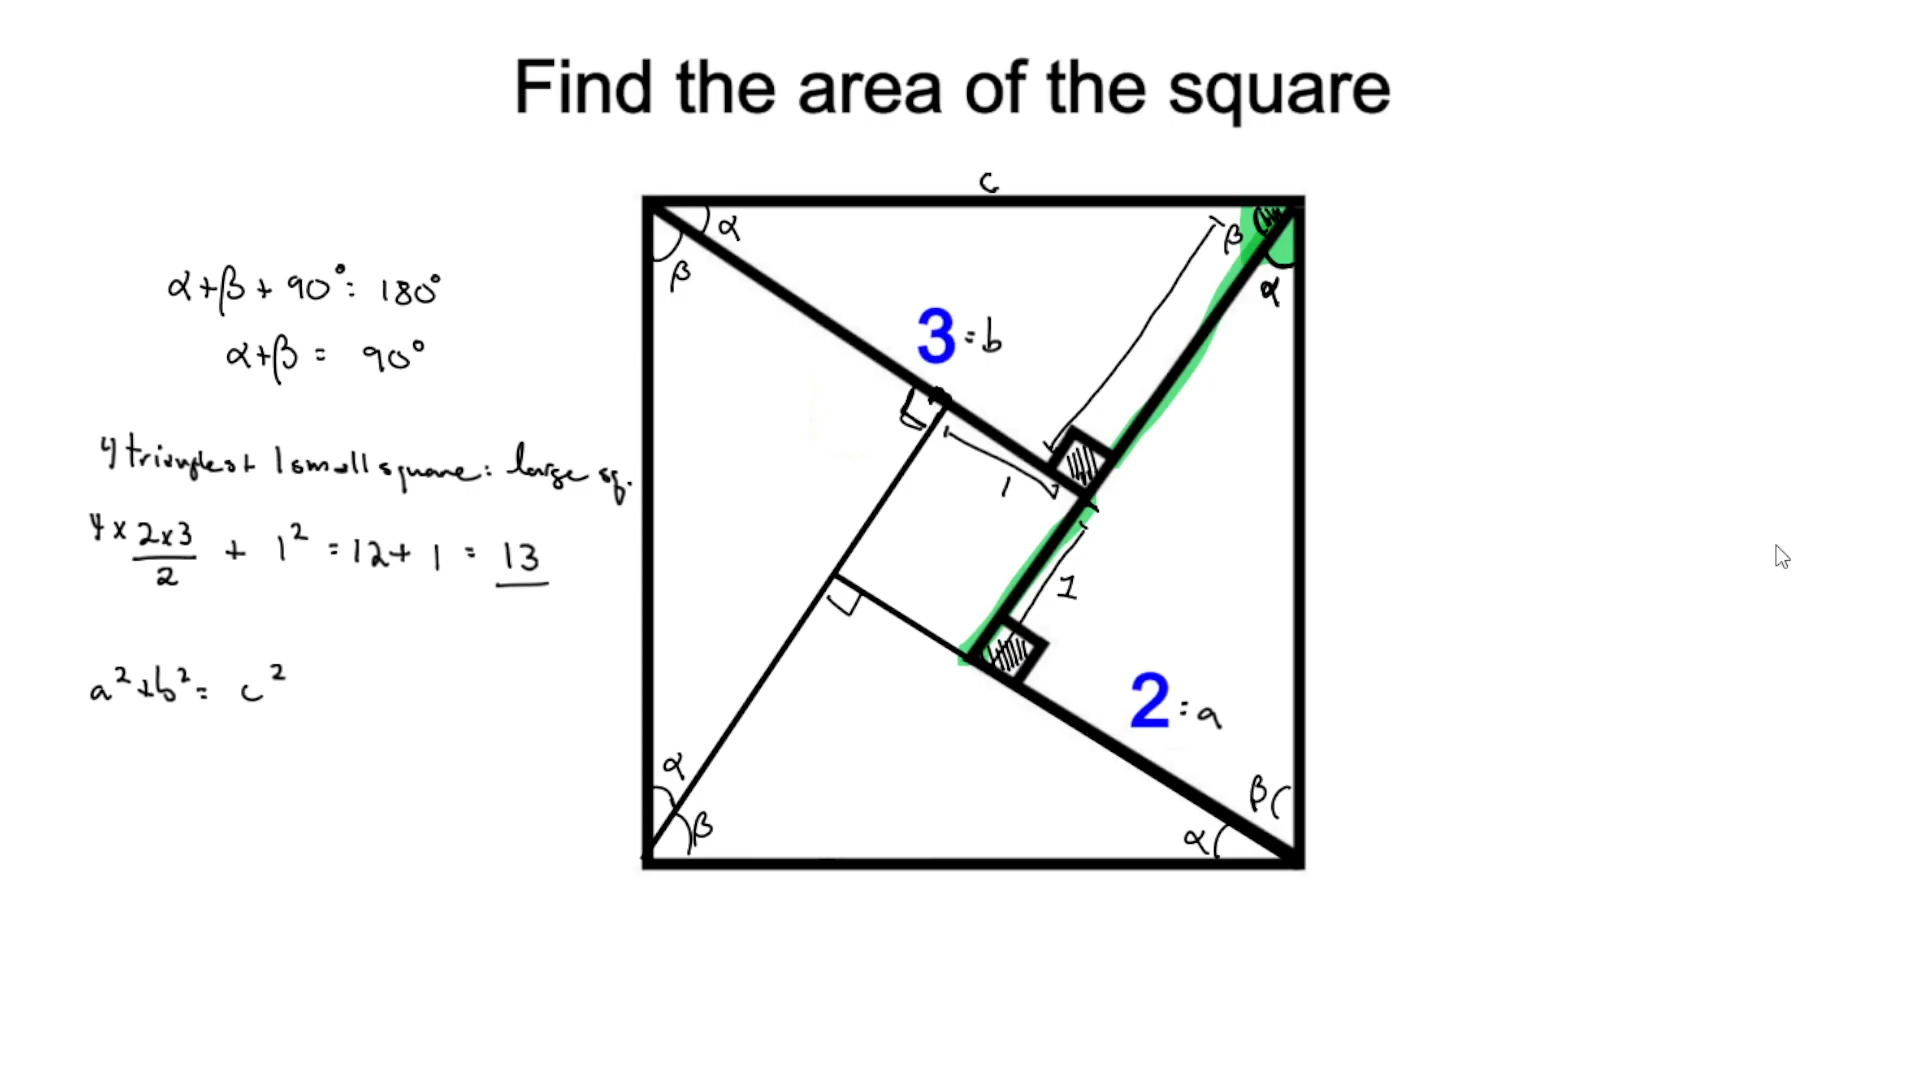 Find the area of the square
c
α
β
β
α
α+β+90°: 180°
α+β = 90°
3 = b
4 triangles + 1 small square: large sq.
1
4 × 2×3/2 + 1² = 12 + 1 = 13
1
a² + b² = c²
2 : a
α
β
β
α